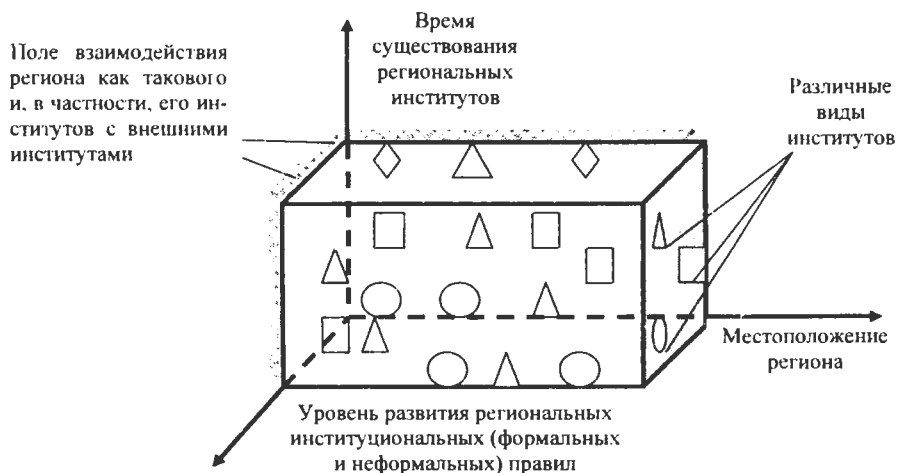 Время
существования
региональных
институтов
Поле взаимодействия
региона как такового
и, в частности, его ин-
ститутов с внешними
институтами
Различные
виды
институтов
Местоположение
региона
Уровень развития региональных
институциональных (формальных
и неформальных) правил